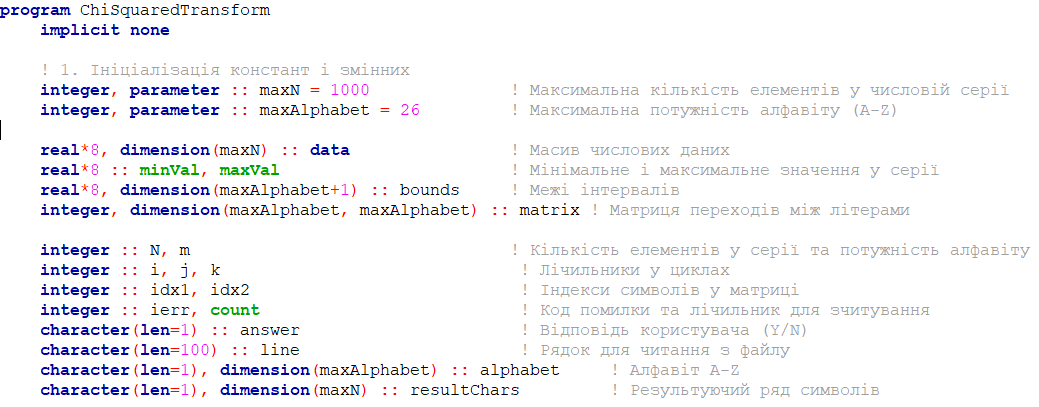 program ChiSquaredTransform
implicit none
! 1. Ініціалізація констант і змінних
integer, parameter :: maxN = 1000 ! Максимальна кількість елементів у числовій серії
integer, parameter :: maxAlphabet = 26 ! Максимальна потужність алфавіту (A-Z)
real*8, dimension(maxN) :: data ! Масив числових даних
real*8 :: minVal, maxVal ! Мінімальне і максимальне значення у серії
real*8, dimension(maxAlphabet+1) :: bounds ! Межі інтервалів
integer, dimension(maxAlphabet, maxAlphabet) :: matrix ! Матриця переходів між літерами
integer :: N, m ! Кількість елементів у серії та потужність алфавіту
integer :: i, j, k ! Лічильники у циклах
integer :: idx1, idx2 ! Індекси символів у матриці
integer :: ierr, count ! Код помилки та лічильник для зчитування
character(len=1) :: answer ! Відповідь користувача (Y/N)
character(len=100) :: line ! Рядок для читання з файлу
character(len=1), dimension(maxAlphabet) :: alphabet ! Алфавіт A-Z
character(len=1), dimension(maxN) :: resultChars ! Результуючий ряд символів